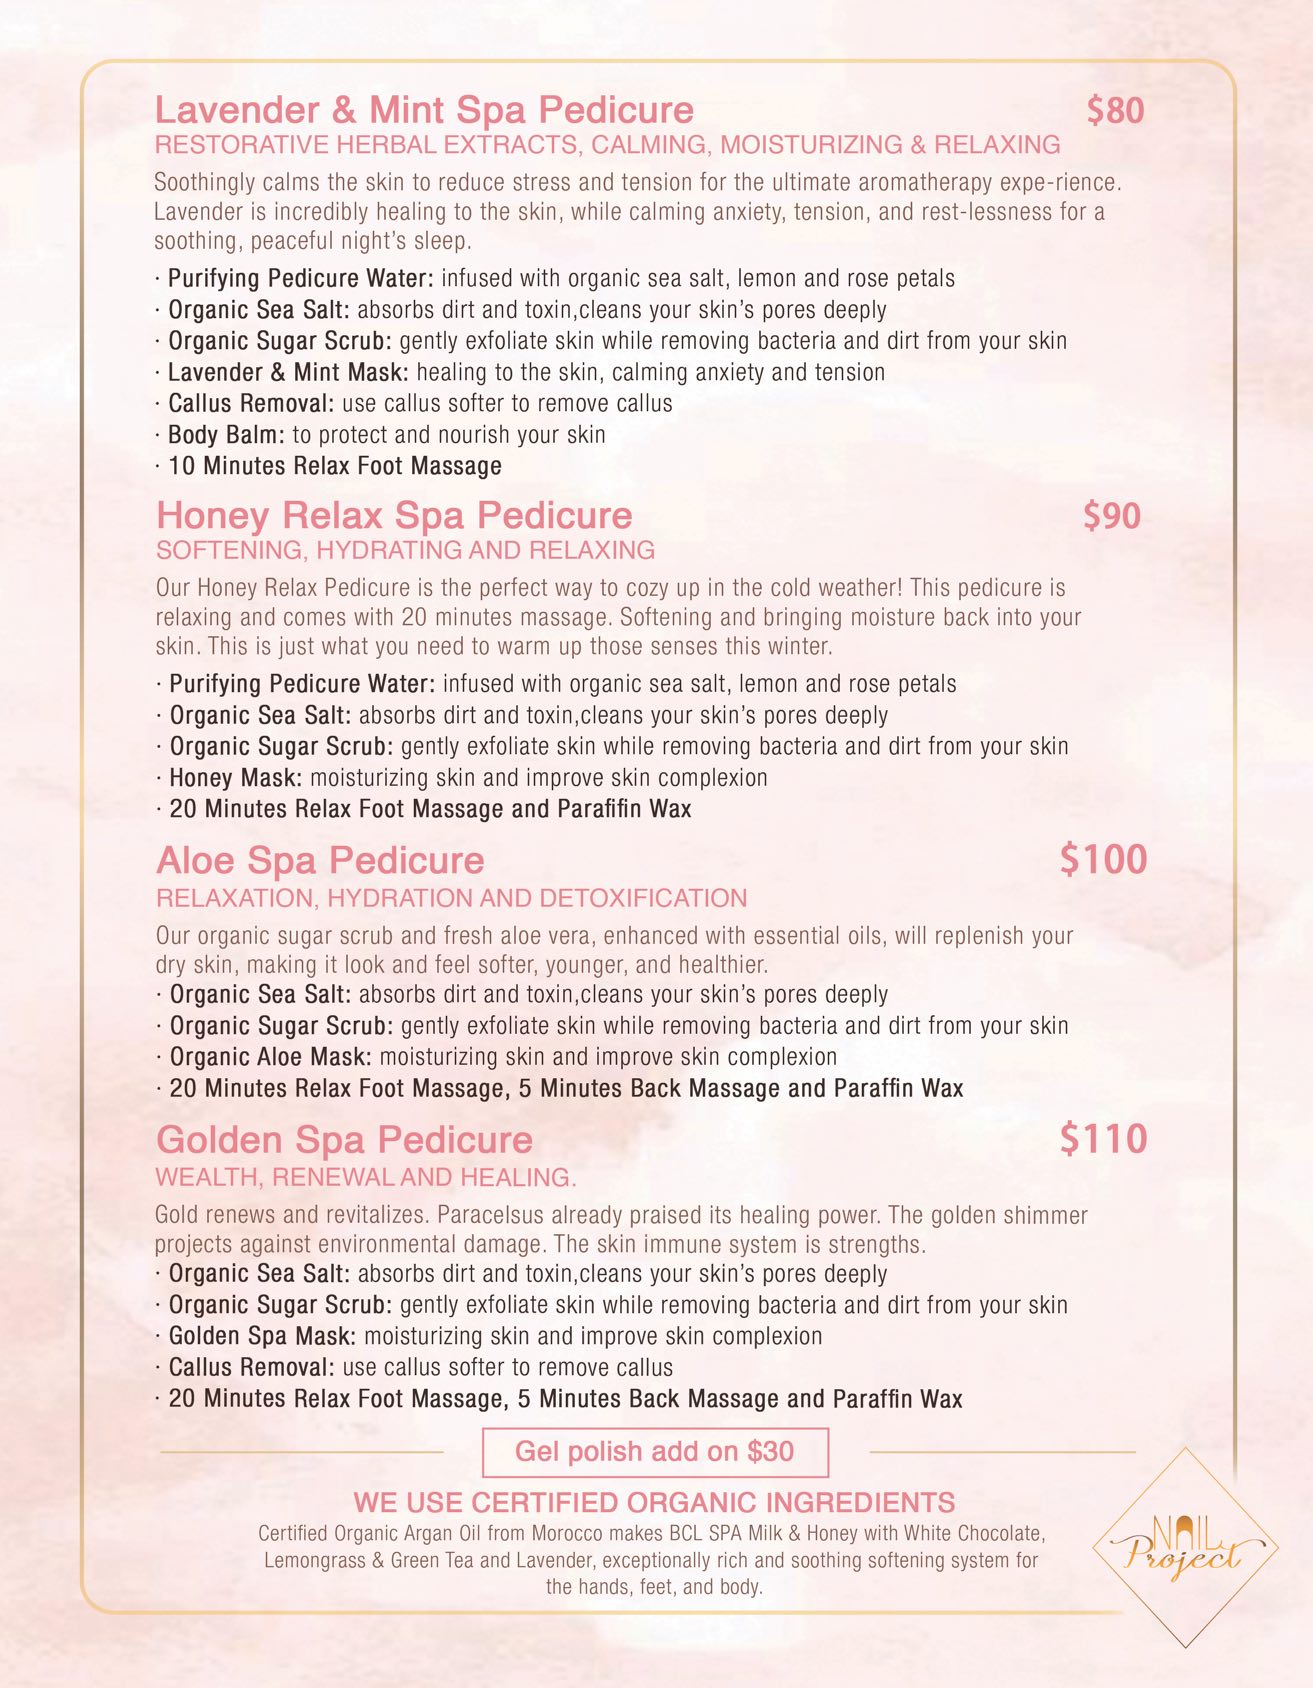 Lavender & Mint Spa Pedicure $80
RESTORATIVE HERBAL EXTRACTS, CALMING, MOISTURIZING & RELAXING
Soothingly calms the skin to reduce stress and tension for the ultimate aromatherapy expe-rience.
Lavender is incredibly healing to the skin, while calming anxiety, tension, and rest-lessness for a
soothing, peaceful night’s sleep.
· Purifying Pedicure Water: infused with organic sea salt, lemon and rose petals
· Organic Sea Salt: absorbs dirt and toxin,cleans your skin’s pores deeply
· Organic Sugar Scrub: gently exfoliate skin while removing bacteria and dirt from your skin
· Lavender & Mint Mask: healing to the skin, calming anxiety and tension
· Callus Removal: use callus softer to remove callus
· Body Balm: to protect and nourish your skin
· 10 Minutes Relax Foot Massage
Honey Relax Spa Pedicure $90
SOFTENING, HYDRATING AND RELAXING
Our Honey Relax Pedicure is the perfect way to cozy up in the cold weather! This pedicure is
relaxing and comes with 20 minutes massage. Softening and bringing moisture back into your
skin. This is just what you need to warm up those senses this winter.
· Purifying Pedicure Water: infused with organic sea salt, lemon and rose petals
· Organic Sea Salt: absorbs dirt and toxin,cleans your skin’s pores deeply
· Organic Sugar Scrub: gently exfoliate skin while removing bacteria and dirt from your skin
· Honey Mask: moisturizing skin and improve skin complexion
· 20 Minutes Relax Foot Massage and Parafifin Wax
Aloe Spa Pedicure $100
RELAXATION, HYDRATION AND DETOXIFICATION
Our organic sugar scrub and fresh aloe vera, enhanced with essential oils, will replenish your
dry skin, making it look and feel softer, younger, and healthier.
· Organic Sea Salt: absorbs dirt and toxin,cleans your skin’s pores deeply
· Organic Sugar Scrub: gently exfoliate skin while removing bacteria and dirt from your skin
· Organic Aloe Mask: moisturizing skin and improve skin complexion
· 20 Minutes Relax Foot Massage, 5 Minutes Back Massage and Paraffin Wax
Golden Spa Pedicure $110
WEALTH, RENEWAL AND HEALING.
Gold renews and revitalizes. Paracelsus already praised its healing power. The golden shimmer
projects against environmental damage. The skin immune system is strengths.
· Organic Sea Salt: absorbs dirt and toxin,cleans your skin’s pores deeply
· Organic Sugar Scrub: gently exfoliate skin while removing bacteria and dirt from your skin
· Golden Spa Mask: moisturizing skin and improve skin complexion
· Callus Removal: use callus softer to remove callus
· 20 Minutes Relax Foot Massage, 5 Minutes Back Massage and Paraffin Wax
Gel polish add on $30
WE USE CERTIFIED ORGANIC INGREDIENTS
Certified Organic Argan Oil from Morocco makes BCL SPA Milk & Honey with White Chocolate,
Lemongrass & Green Tea and Lavender, exceptionally rich and soothing softening system for
the hands, feet, and body.
NAIL
Project